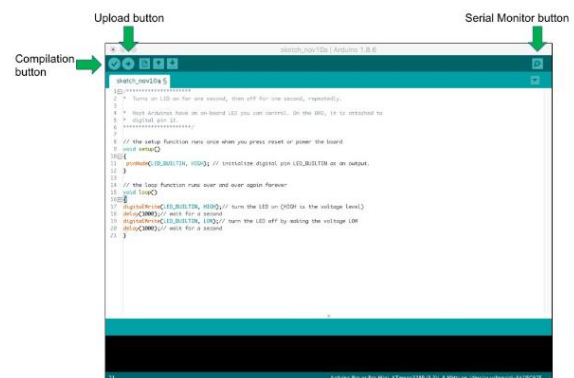 Upload button
Serial Monitor button
Compilation
button
sketch_nov10a | Arduino 1.8.6
sketch_nov10a §
1 /********************
2 * Turns on LED on for one second, then off for one second, repeatedly.
3
4 * Most Arduinos have an on-board LED you can control. On the UNO, it is attached to
5 * digital pin 13.
6 ********************/
7
8 // the setup function runs once when you press reset or power the board
9 void setup()
10 {
11 pinMode(LED_BUILTIN, HIGH); // initialize digital pin LED_BUILTIN as an output.
12 }
13
14 // the loop function runs over and over again forever
15 void loop()
16 {
17 digitalWrite(LED_BUILTIN, HIGH);// turn the LED on (HIGH is the voltage level)
18 delay(1000);// wait for a second
19 digitalWrite(LED_BUILTIN, LOW);// turn the LED off by making the voltage LOW
20 delay(1000);// wait for a second
21 }